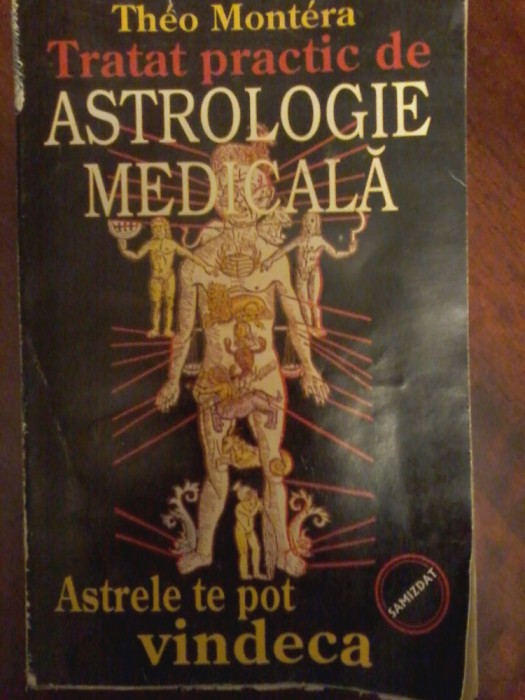 Théo Montéra
Tratat practic de
ASTROLOGIE
MEDICALĂ
Astrele te pot
vindeca
SAMIZDAT